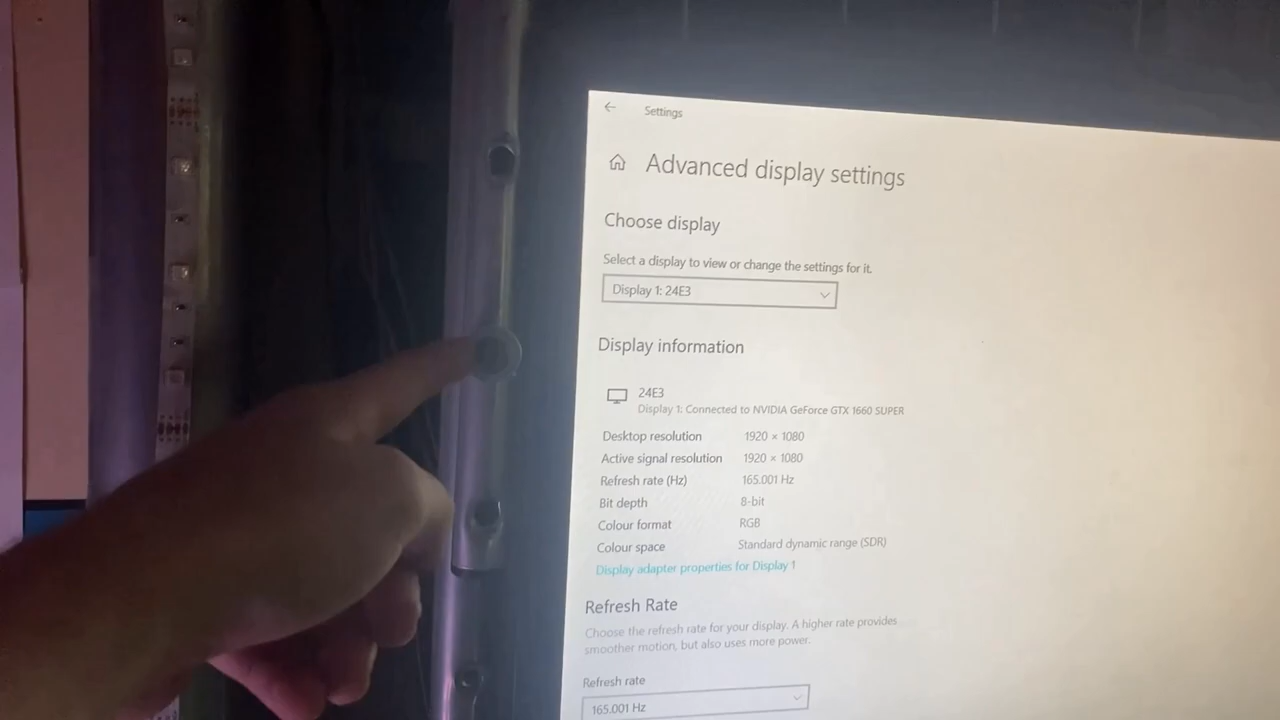 Settings
Advanced display settings
Choose display
Select a display to view or change the settings for it.
Display 1: 24E3
Display information
24E3
Display 1: Connected to NVIDIA GeForce GTX 1660 SUPER
Desktop resolution 1920 × 1080
Active signal resolution 1920 × 1080
Refresh rate (Hz) 165.001 Hz
Bit depth 8-bit
Colour format RGB
Colour space Standard dynamic range (SDR)
Display adapter properties for Display 1
Refresh Rate
Choose the refresh rate for your display. A higher rate provides
smoother motion, but also uses more power.
Refresh rate
165.001 Hz